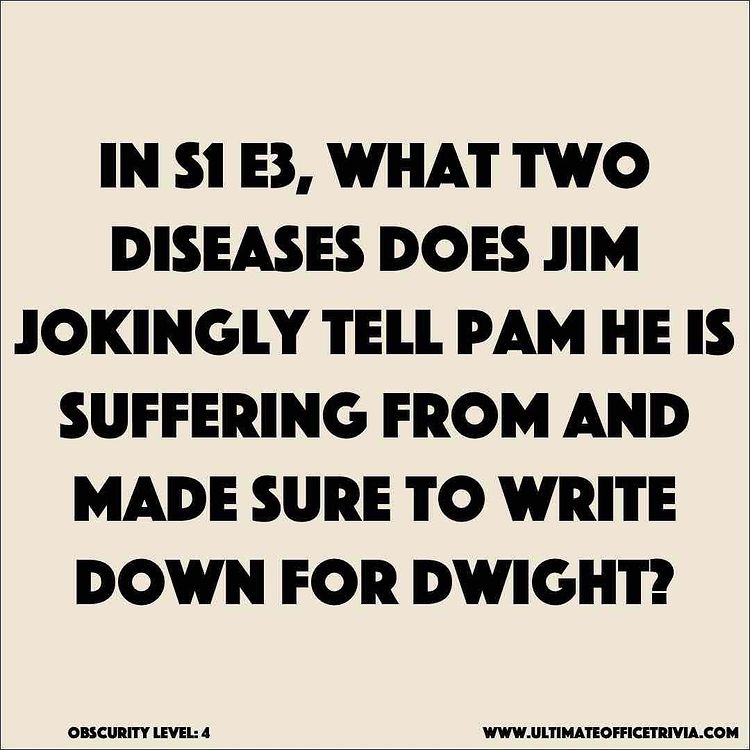 IN S1 E3, WHAT TWO
DISEASES DOES JIM
JOKINGLY TELL PAM HE IS
SUFFERING FROM AND
MADE SURE TO WRITE
DOWN FOR DWIGHT?
OBSCURITY LEVEL: 4
WWW.ULTIMATEOFFICETRIVIA.COM